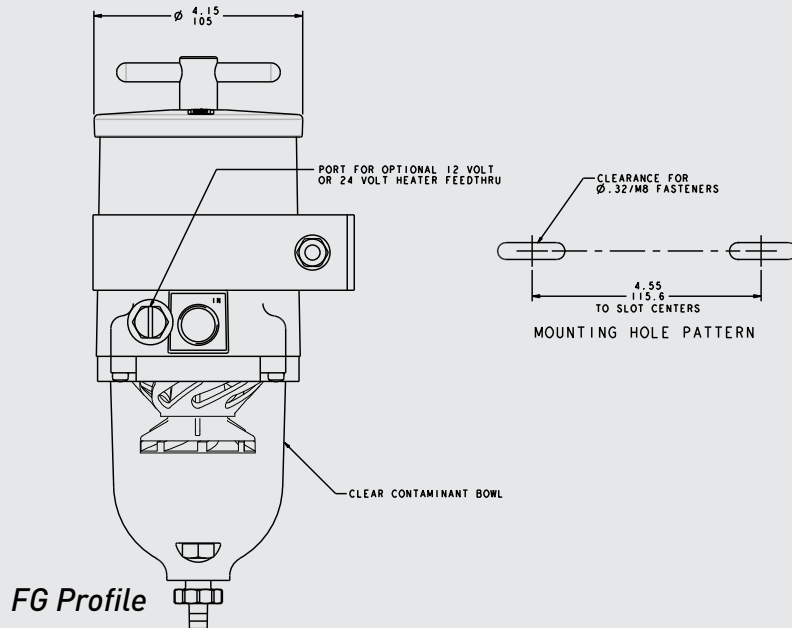 Ø 4.15
105
PORT FOR OPTIONAL 12 VOLT
OR 24 VOLT HEATER FEEDTHRU
CLEARANCE FOR
Ø.32/M8 FASTENERS
IN
4.55
115.6
TO SLOT CENTERS
MOUNTING HOLE PATTERN
CLEAR CONTAMINANT BOWL
FG Profile